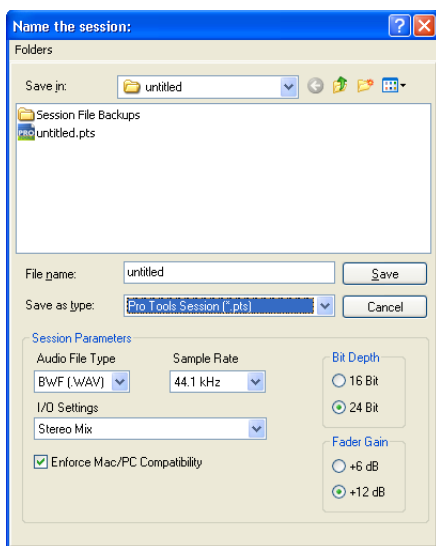 Name the session:
Folders
Save in:
untitled
Session File Backups
PRO
untitled.pts
File name:
untitled
Save
Save as type:
Pro Tools Session (*.pts)
Cancel
Session Parameters
Audio File Type
Sample Rate
Bit Depth
BWF (.WAV)
44.1 kHz
16 Bit
I/O Settings
24 Bit
Stereo Mix
Fader Gain
Enforce Mac/PC Compatibility
+6 dB
+12 dB